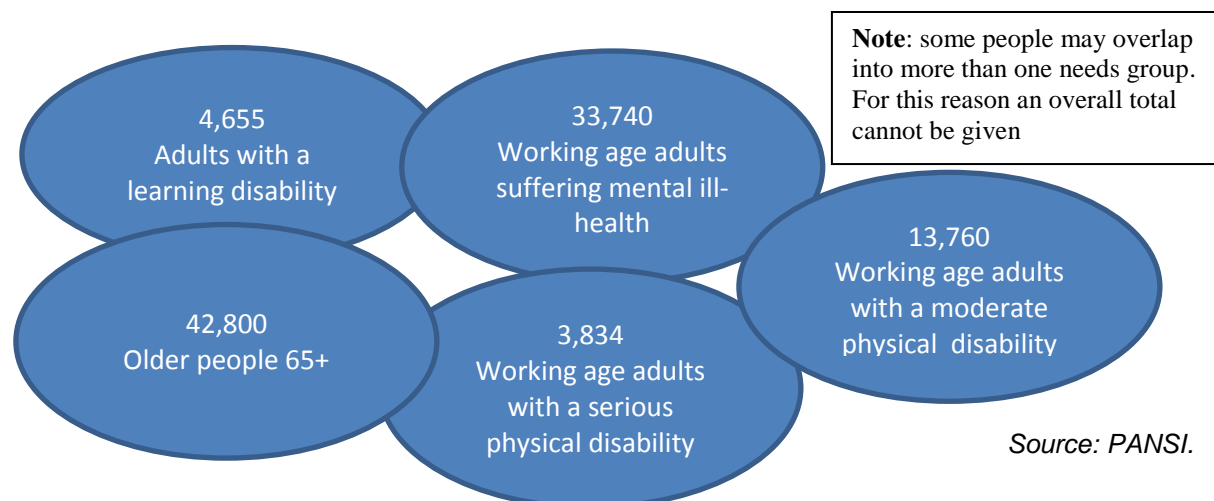 4,655
Adults with a
learning disability
33,740
Working age adults
suffering mental ill-
health
Note: some people may overlap
into more than one needs group.
For this reason an overall total
cannot be given
42,800
Older people 65+
3,834
Working age adults
with a serious
physical disability
13,760
Working age adults
with a moderate
physical disability
Source: PANSI.